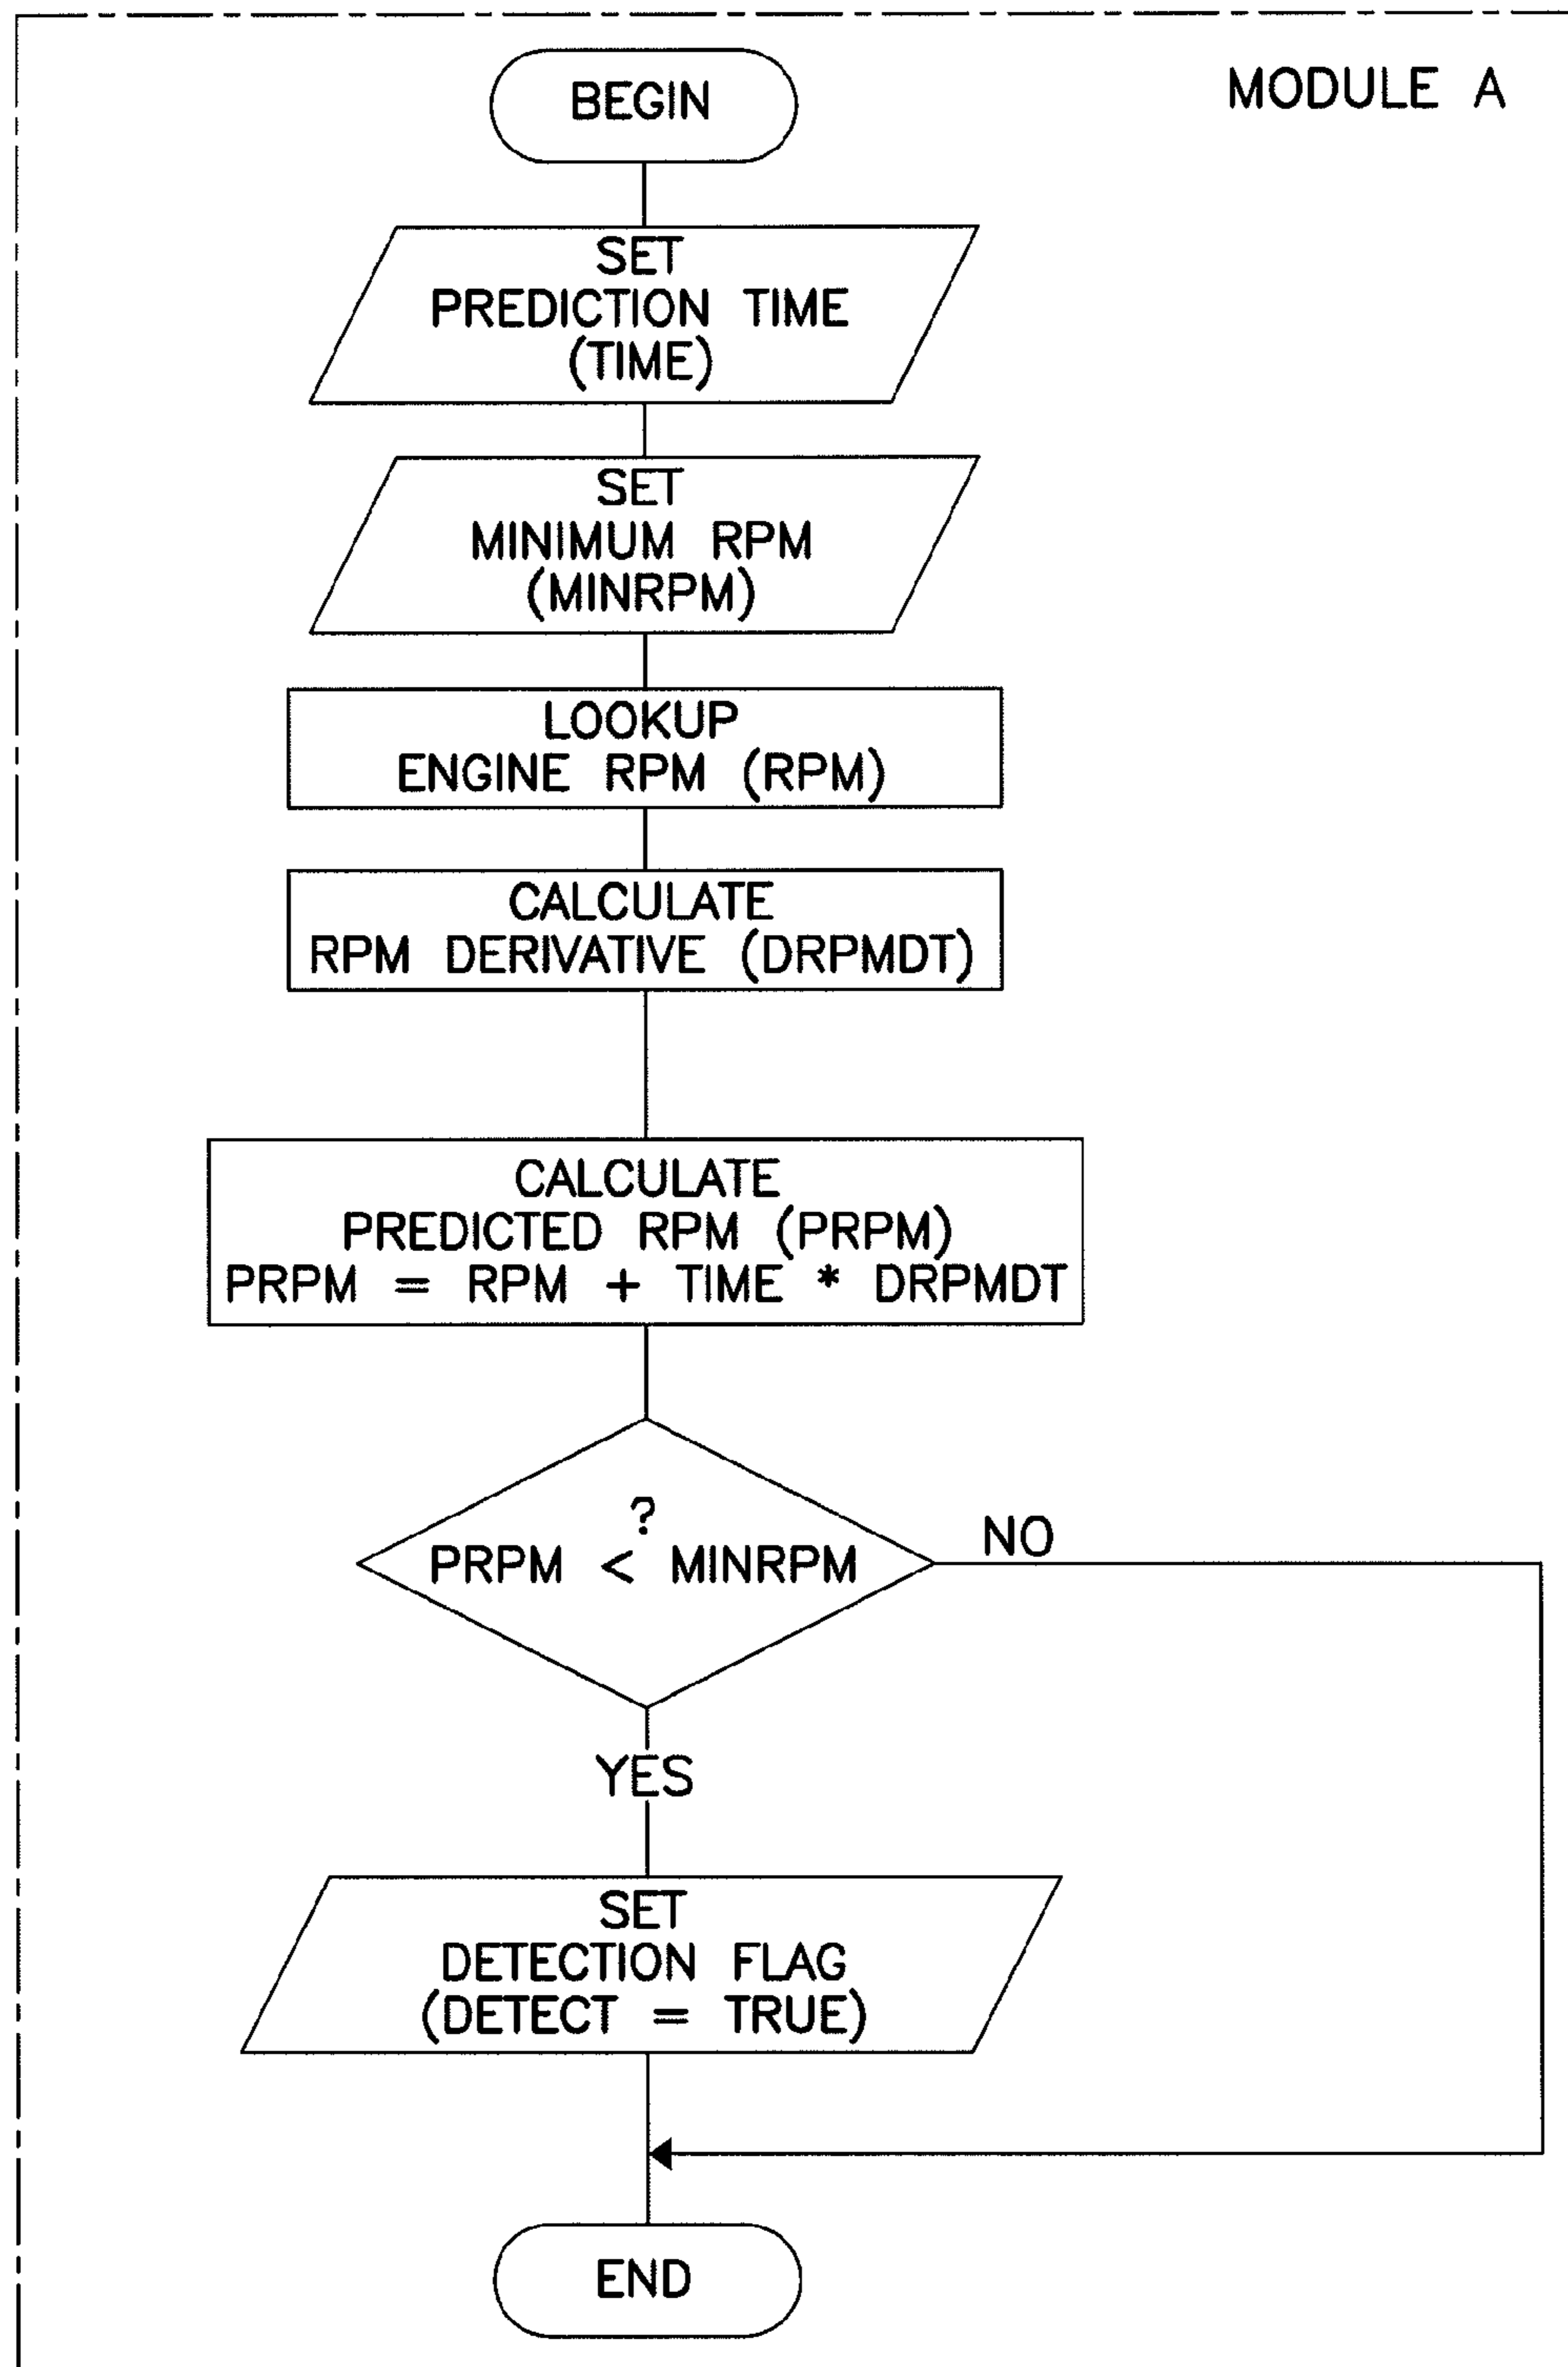 MODULE A
BEGIN
SET
PREDICTION TIME
(TIME)
SET
MINIMUM RPM
(MINRPM)
LOOKUP
ENGINE RPM (RPM)
CALCULATE
RPM DERIVATIVE (DRPMDT)
CALCULATE
PREDICTED RPM (PRPM)
PRPM = RPM + TIME * DRPMDT
?
PRPM < MINRPM
NO
YES
SET
DETECTION FLAG
(DETECT = TRUE)
END